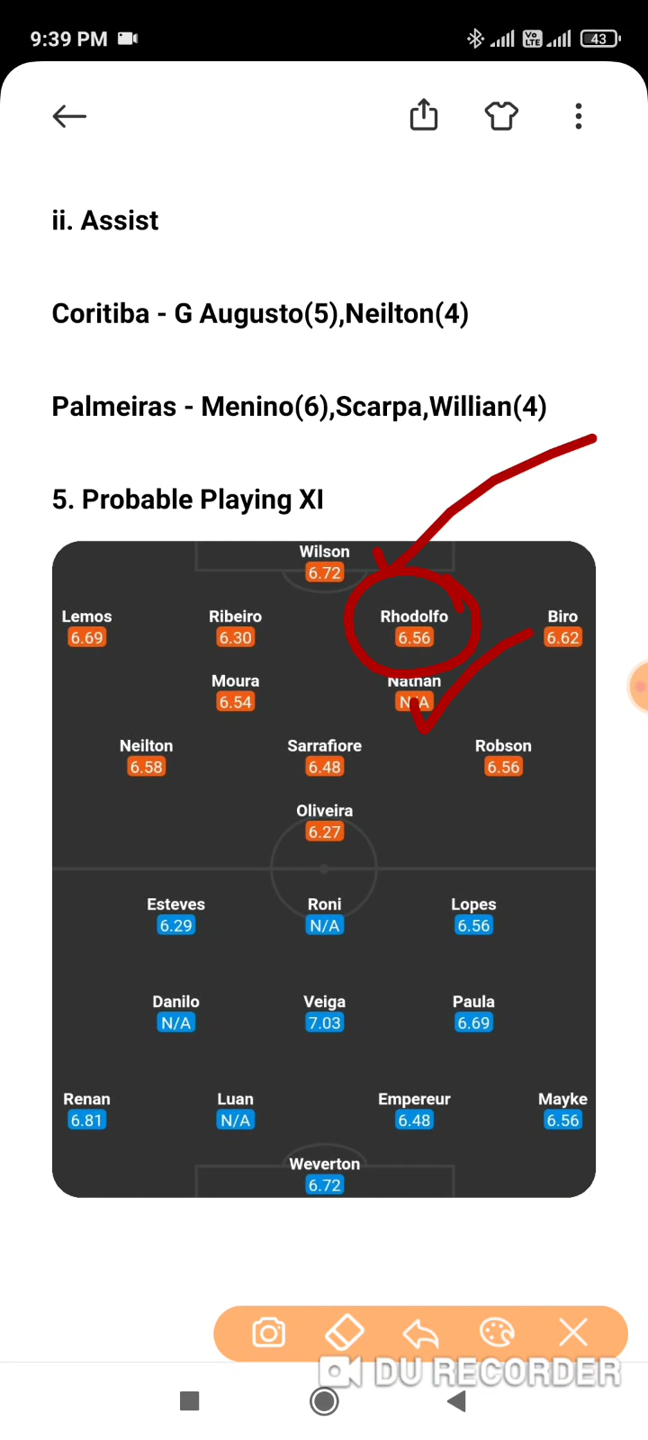 9:39 PM
Vo LTE
43
ii. Assist
Coritiba - G Augusto(5),Neilton(4)
Palmeiras - Menino(6),Scarpa,Willian(4)
5. Probable Playing XI
Wilson
6.72
Lemos Ribeiro Rhodolfo Biro
6.69 6.30 6.56 6.62
Moura Nathan
6.54 N/A
Neilton Sarrafiore Robson
6.58 6.48 6.56
Oliveira
6.27
Esteves Roni Lopes
6.29 N/A 6.56
Danilo Veiga Paula
N/A 7.03 6.69
Renan Luan Empereur Mayke
6.81 N/A 6.48 6.56
Weverton
6.72
DU RECORDER